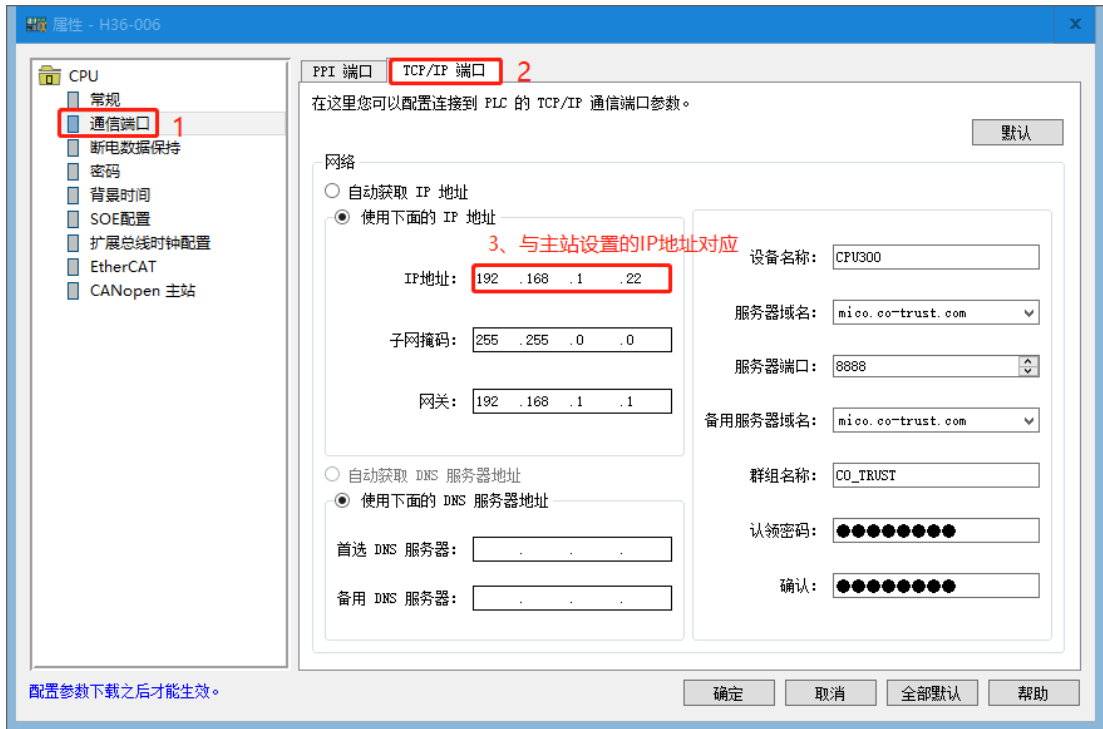 属性 - H36-006
x
CPU
常规
通信端口 1
断电数据保持
密码
背景时间
SOE配置
扩展总线时钟配置
EtherCAT
CANopen 主站
PPI 端口
TCP/IP 端口 2
在这里您可以配置连接到 PLC 的 TCP/IP 通信端口参数。
默认
网络
自动获取 IP 地址
使用下面的 IP 地址
3、与主站设置的IP地址对应
IP地址: 192 .168 .1 .22
子网掩码: 255 .255 .0 .0
网关: 192 .168 .1 .1
自动获取 DNS 服务器地址
使用下面的 DNS 服务器地址
首选 DNS 服务器: . . .
备用 DNS 服务器: . . .
设备名称: CPU300
服务器域名: mico.co-trust.com
服务器端口: 8888
备用服务器域名: mico.co-trust.com
群组名称: CO_TRUST
认领密码: ●●●●●●●●
确认: ●●●●●●●●
配置参数下载之后才能生效。
确定
取消
全部默认
帮助